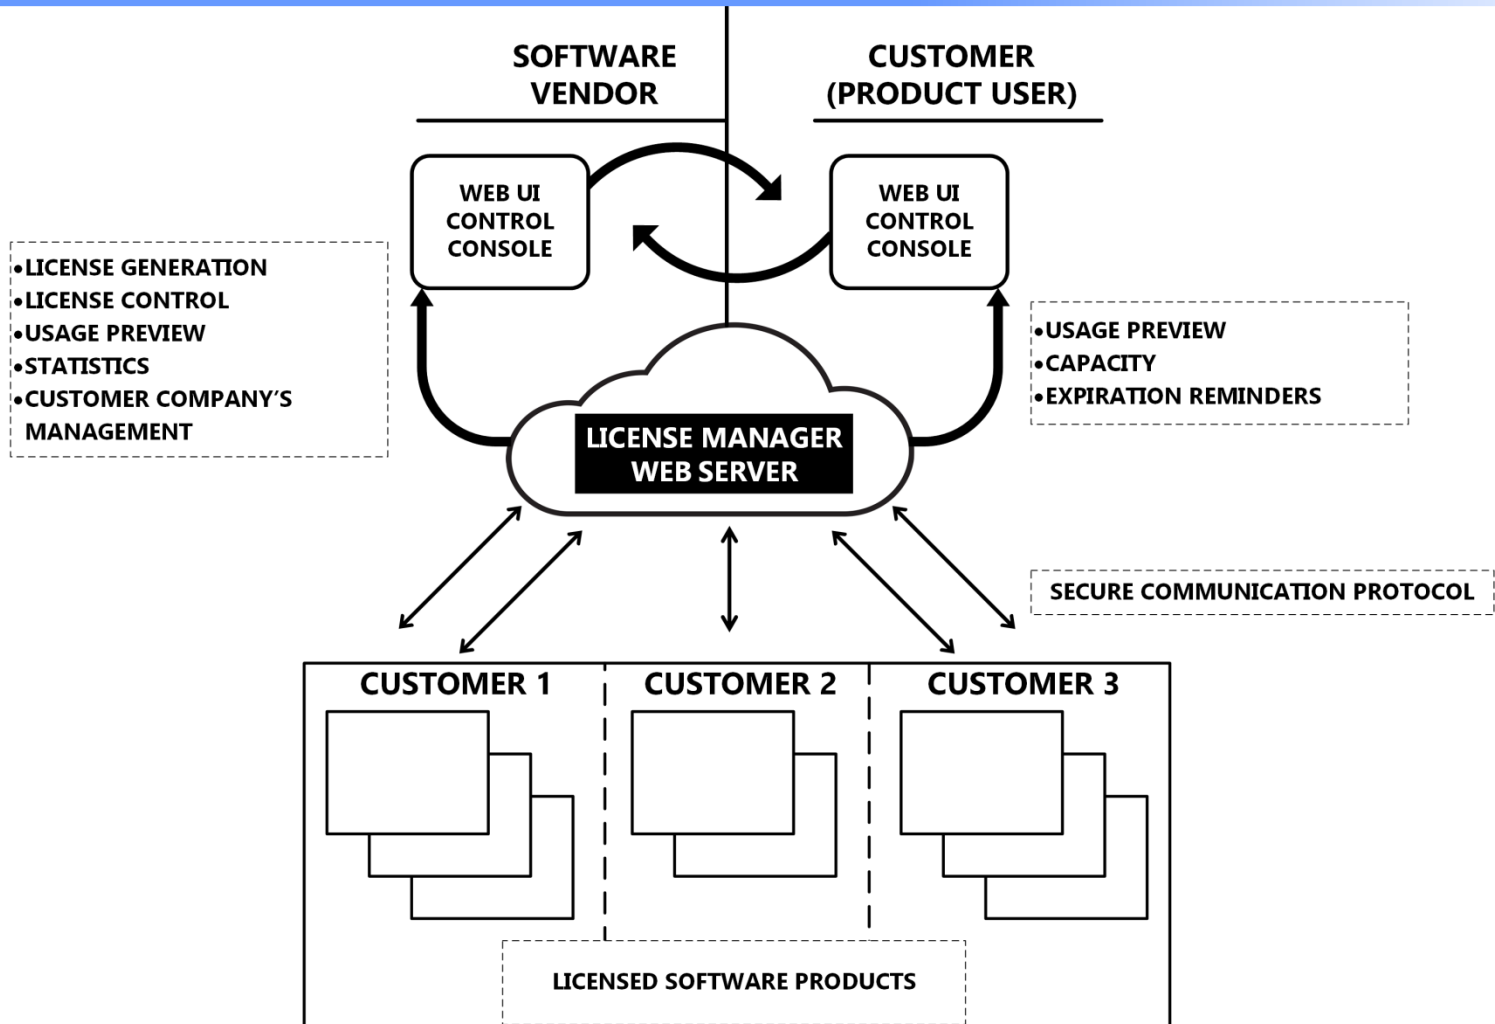 SOFTWARE
VENDOR
CUSTOMER
(PRODUCT USER)
WEB UI
CONTROL
CONSOLE
WEB UI
CONTROL
CONSOLE
•LICENSE GENERATION
•LICENSE CONTROL
•USAGE PREVIEW
•STATISTICS
•CUSTOMER COMPANY'S
MANAGEMENT
•USAGE PREVIEW
•CAPACITY
•EXPIRATION REMINDERS
LICENSE MANAGER
WEB SERVER
SECURE COMMUNICATION PROTOCOL
CUSTOMER 1
CUSTOMER 2
CUSTOMER 3
LICENSED SOFTWARE PRODUCTS